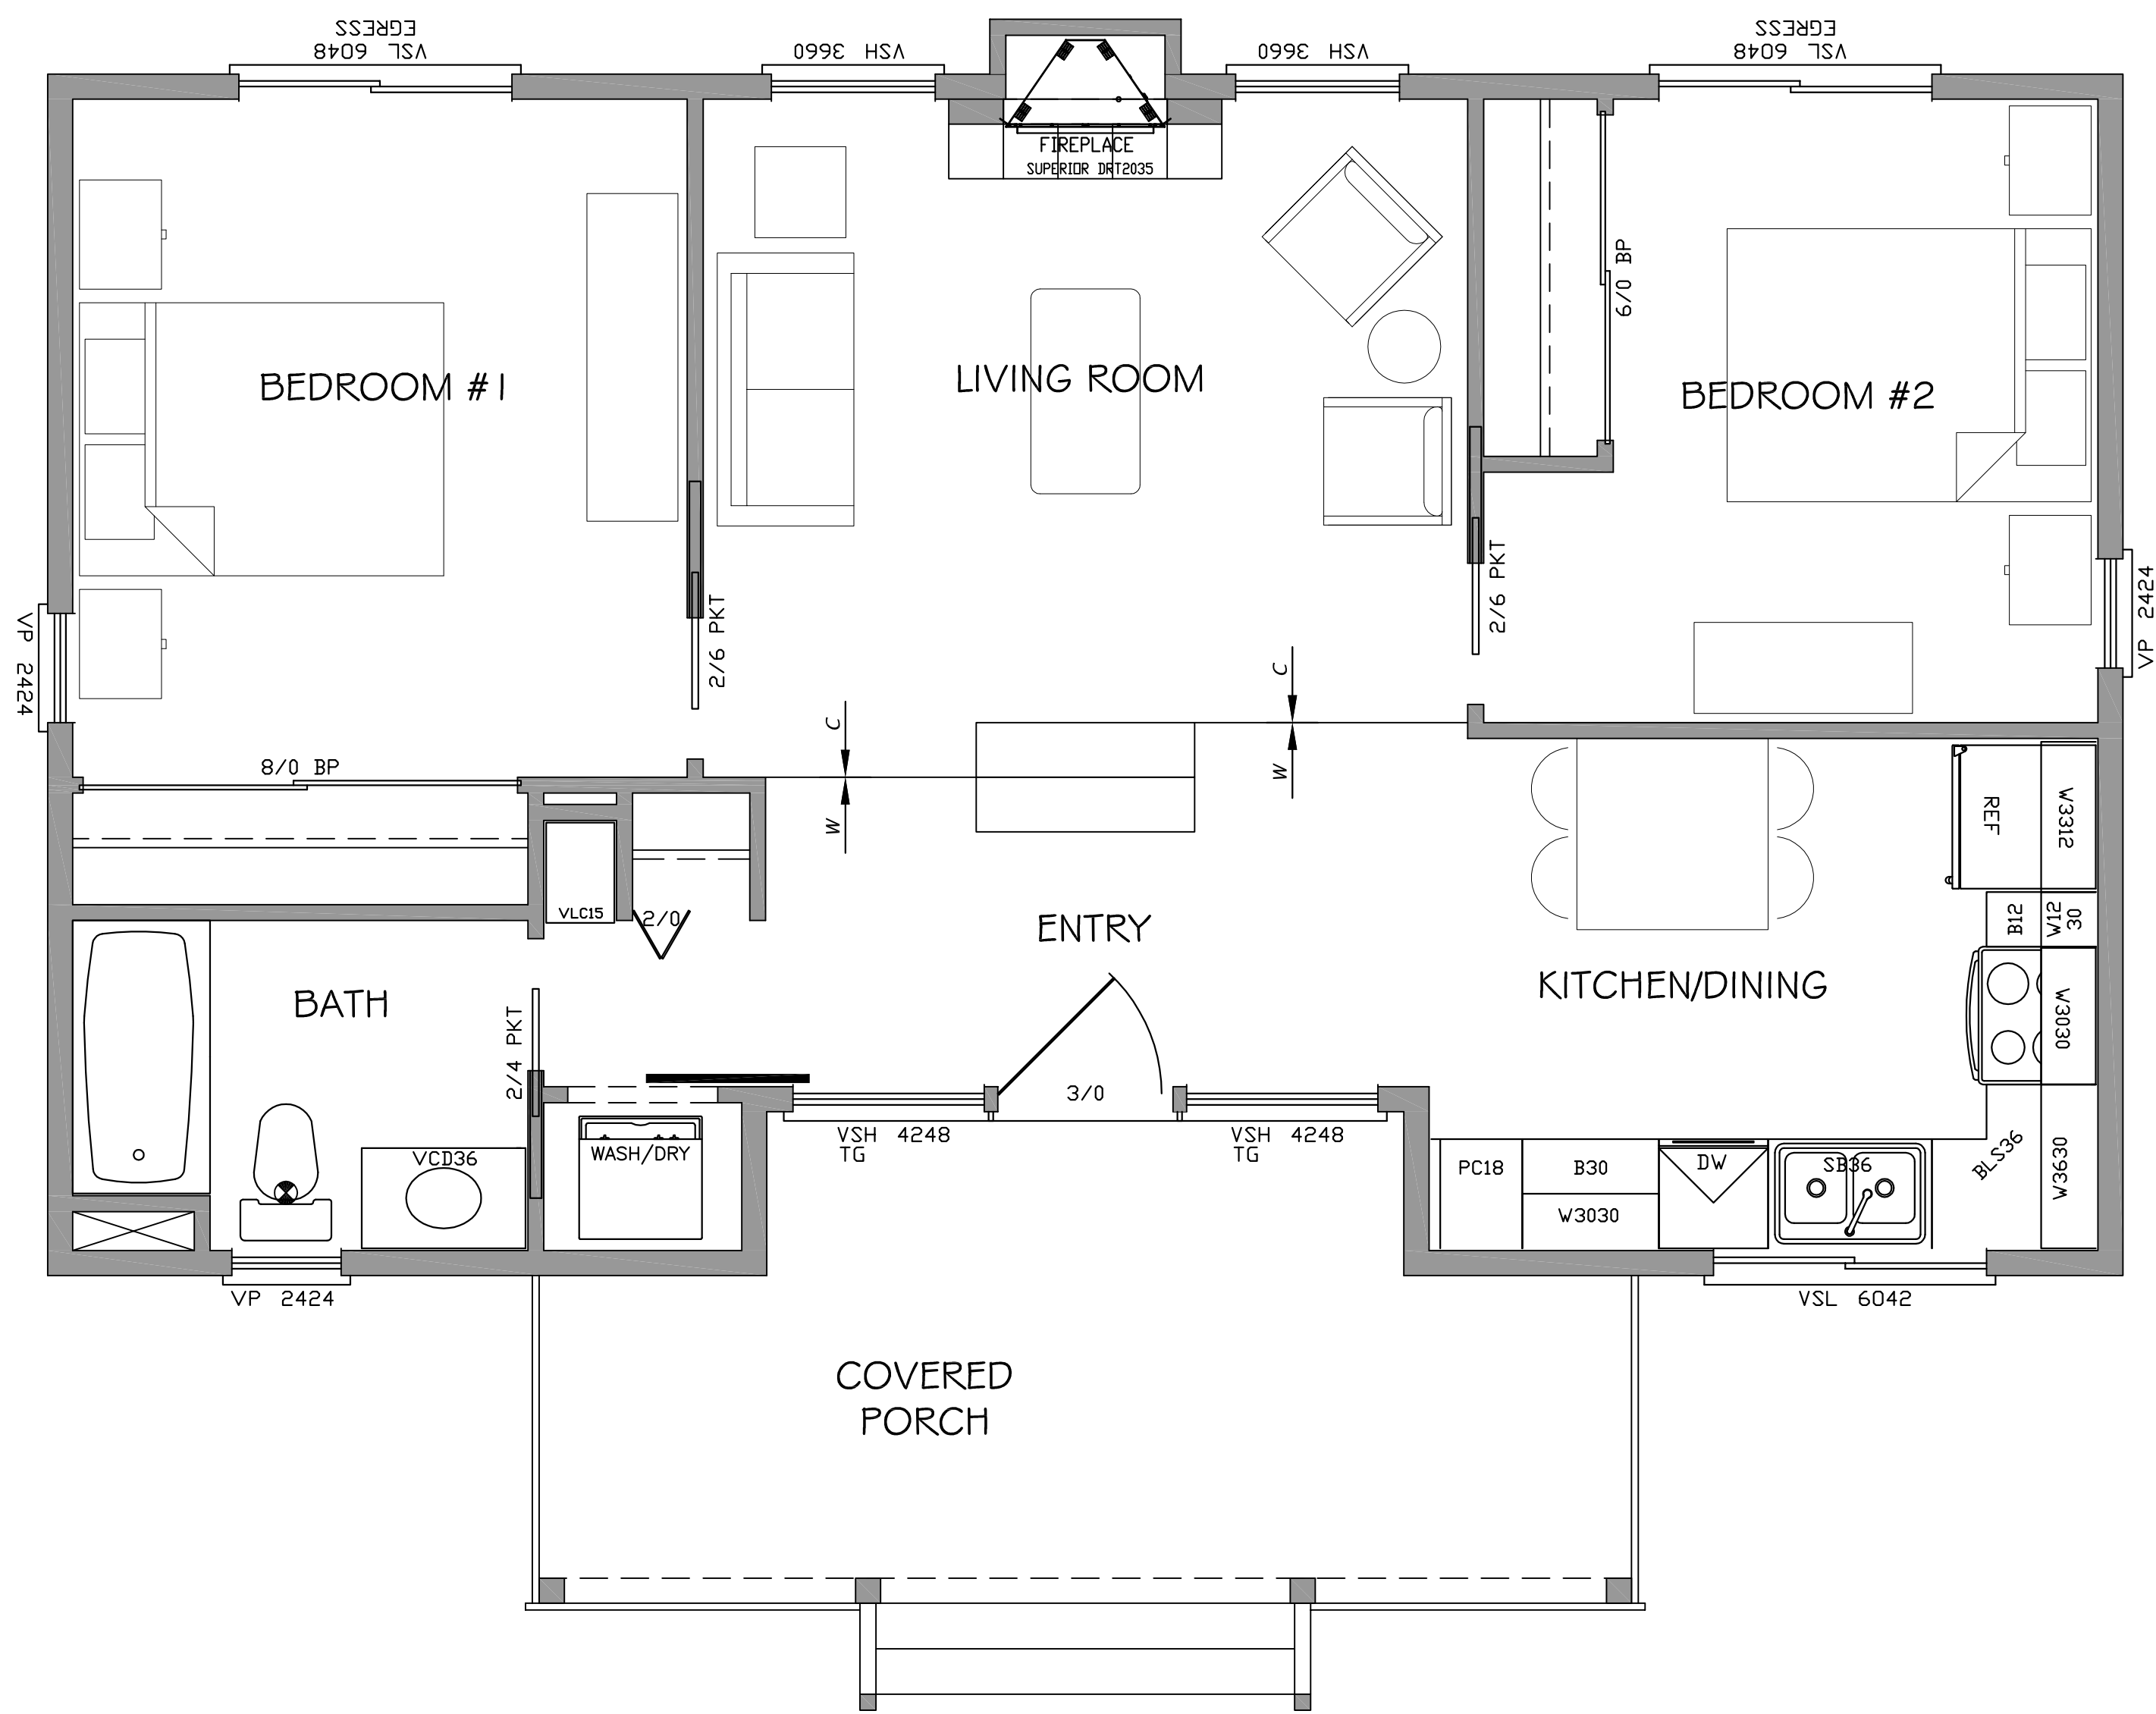 EGRESS
VSL 6048
VSH 3660
VSH 3660
EGRESS
VSL 6048
FIREPLACE
SUPERIOR DRT2035
6/0 BP
BEDROOM #1
LIVING ROOM
BEDROOM #2
2/6 PKT
2/6 PKT
VP 2424
VP 2424
C
W
C
W
8/0 BP
REF
W3312
VLC15
2/0
ENTRY
B12
W12
30
KITCHEN/DINING
BATH
W3030
2/4 PKT
3/0
VSH 4248
TG
VSH 4248
TG
WASH/DRY
VCD36
PC18
B30
W3030
DW
SB36
BLS36
W3630
VP 2424
VSL 6042
COVERED
PORCH